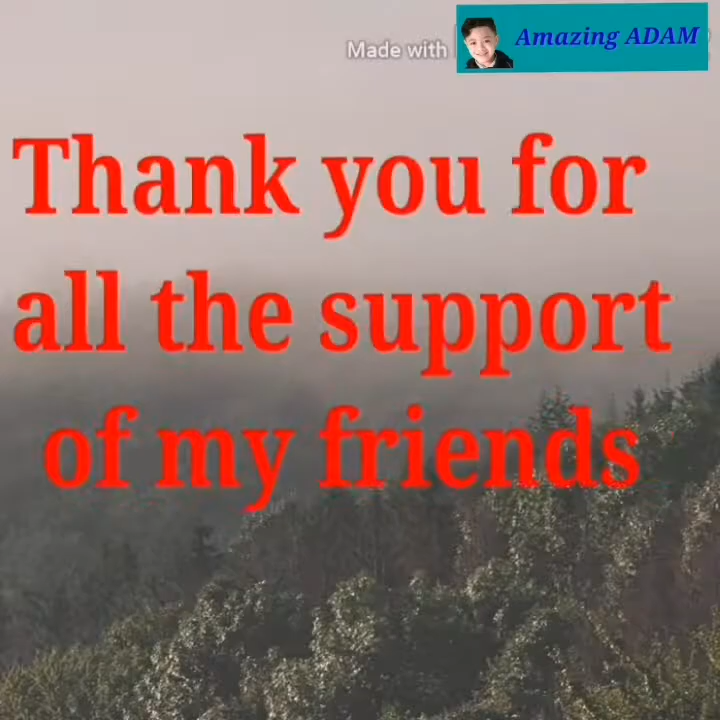 Made with
Amazing ADAM
Thank you for
all the support
of my friends